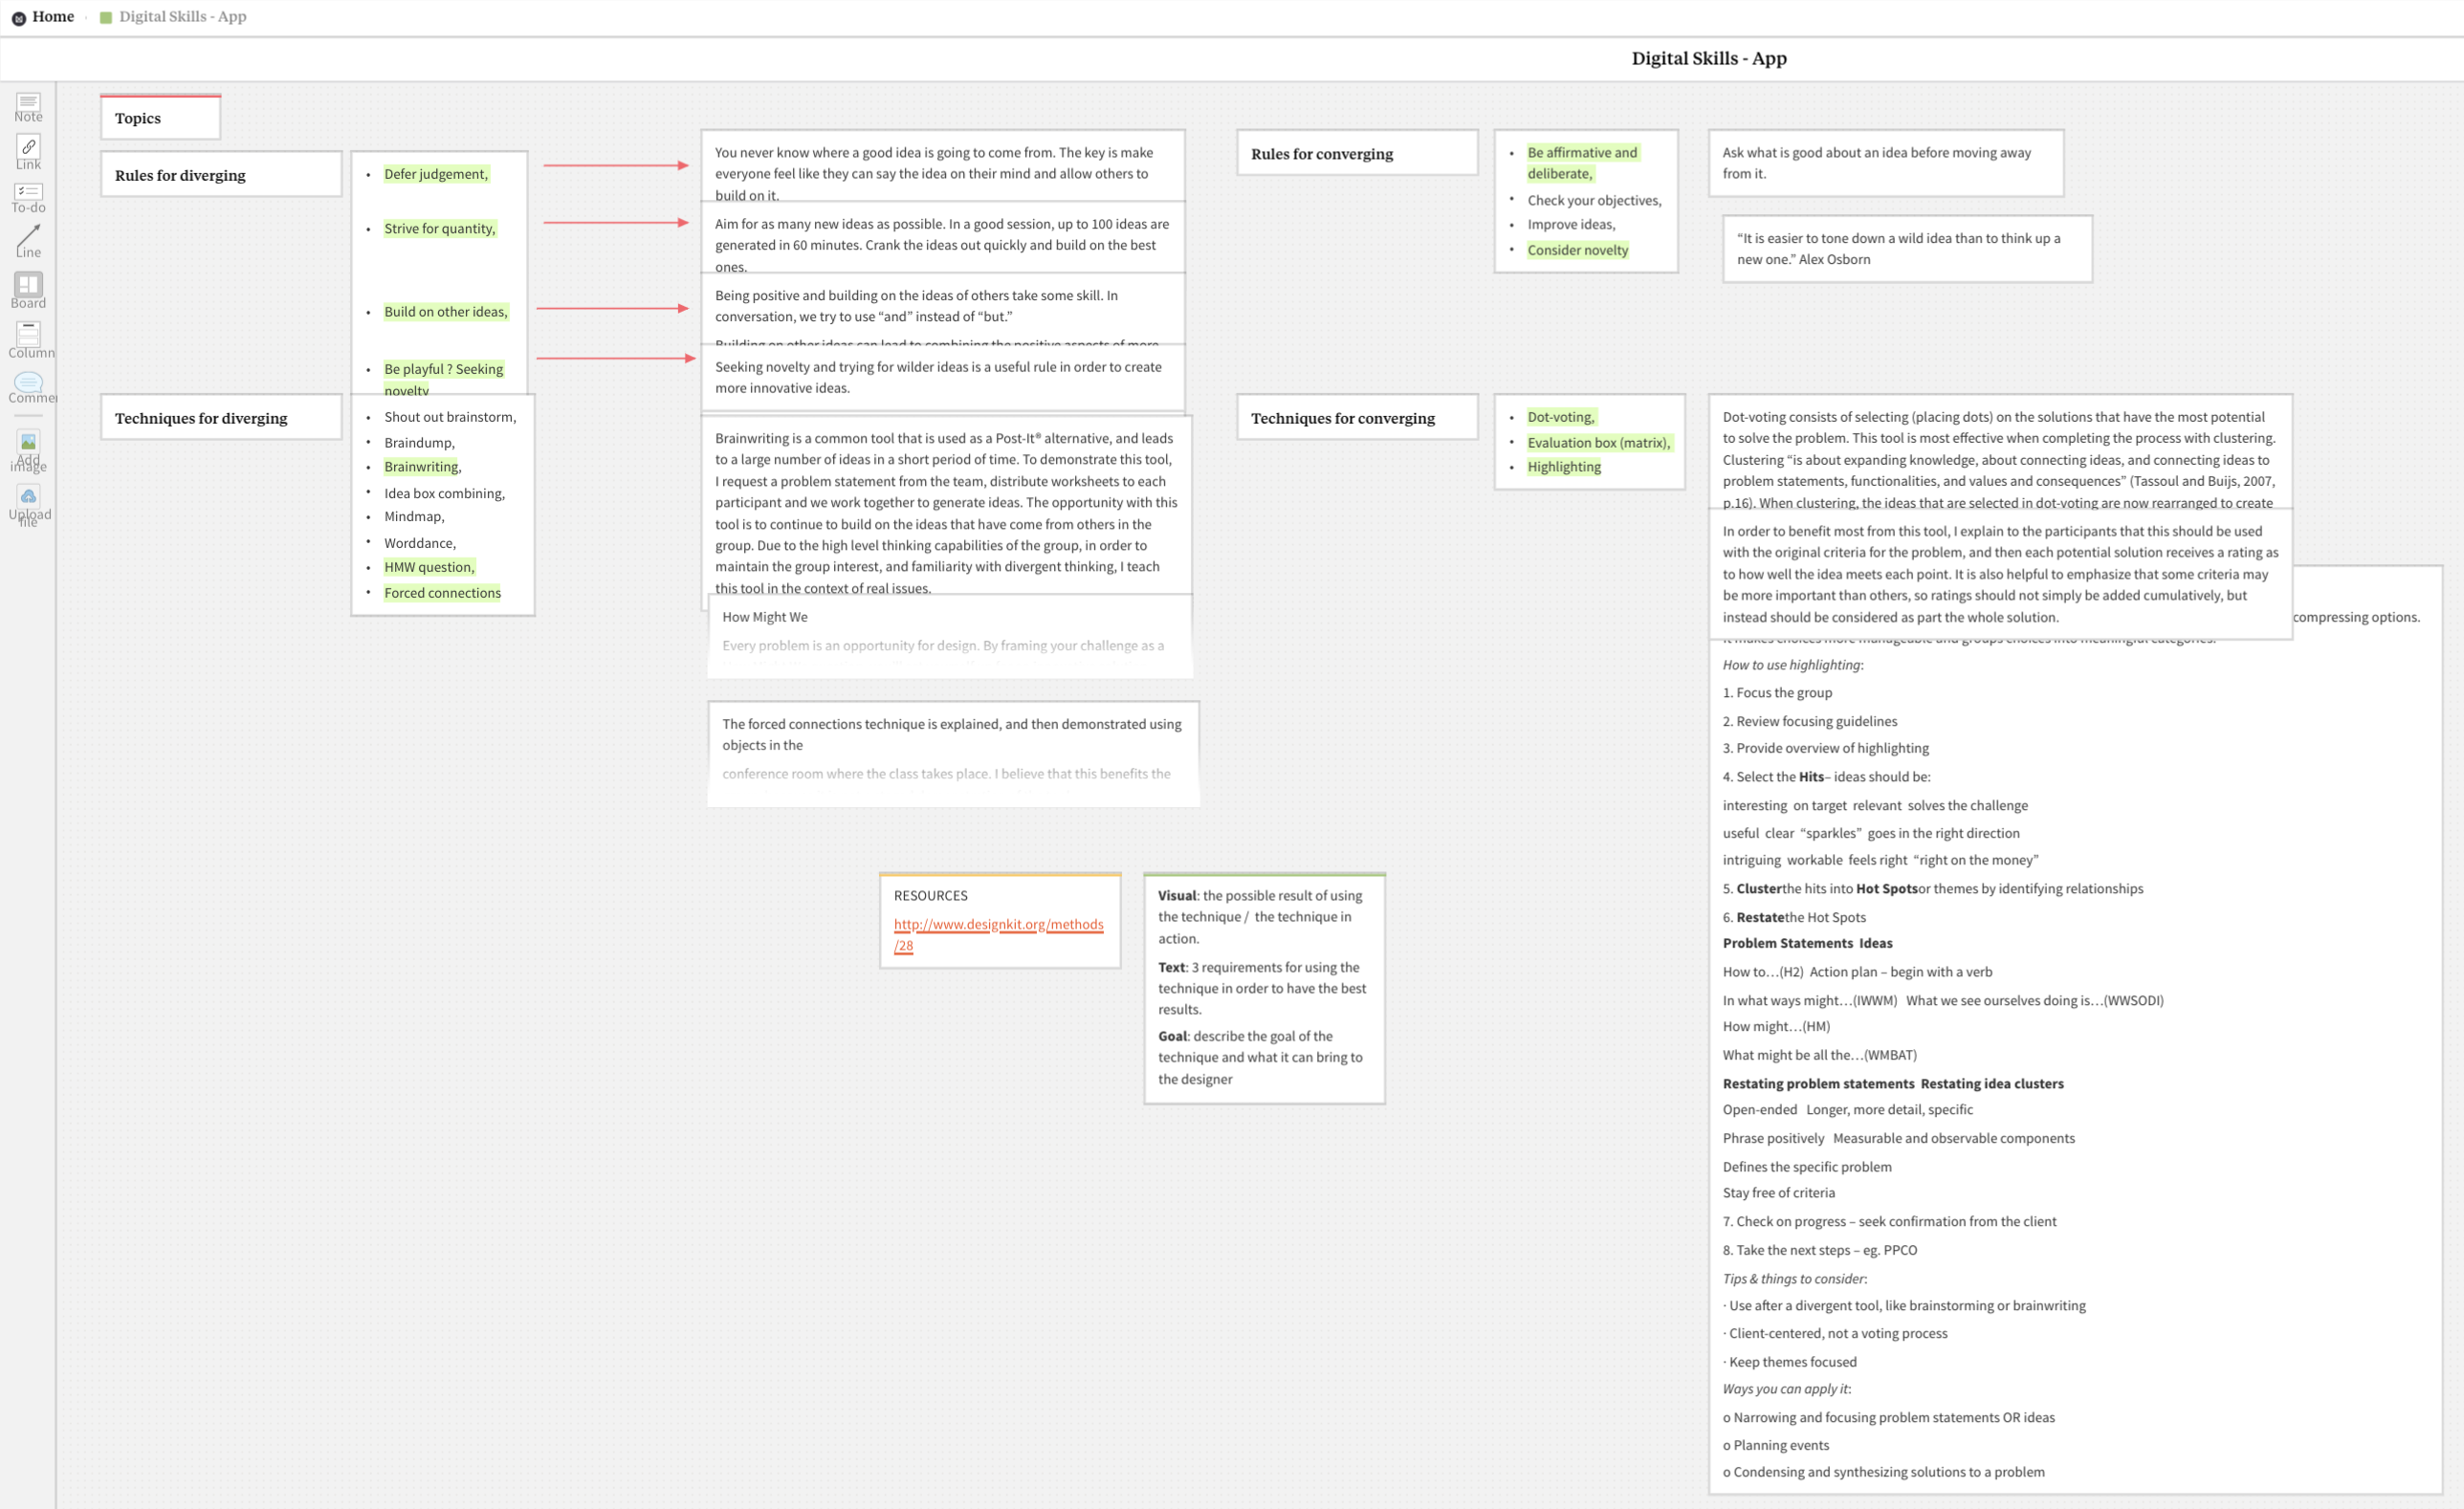 Home
Digital Skills - App
Digital Skills - App
Note
Link
To-do
Line
Board
Column
Comme
Add
image
Upload
file
Topics
Rules for diverging
• Defer judgement,
• Strive for quantity,
• Build on other ideas,
• Be playful ? Seeking
novelty
You never know where a good idea is going to come from. The key is make
everyone feel like they can say the idea on their mind and allow others to
build on it.
Aim for as many new ideas as possible. In a good session, up to 100 ideas are
generated in 60 minutes. Crank the ideas out quickly and build on the best
ones.
Being positive and building on the ideas of others take some skill. In
conversation, we try to use “and” instead of “but.”
Building on other ideas can lead to combining the positive aspects of more
Seeking novelty and trying for wilder ideas is a useful rule in order to create
more innovative ideas.
Techniques for diverging
• Shout out brainstorm,
• Braindump,
• Brainwriting,
• Idea box combining,
• Mindmap,
• Worddance,
• HMW question,
• Forced connections
Brainwriting is a common tool that is used as a Post-It® alternative, and leads
to a large number of ideas in a short period of time. To demonstrate this tool,
I request a problem statement from the team, distribute worksheets to each
participant and we work together to generate ideas. The opportunity with this
tool is to continue to build on the ideas that have come from others in the
group. Due to the high level thinking capabilities of the group, in order to
maintain the group interest, and familiarity with divergent thinking, I teach
this tool in the context of real issues.
How Might We
Every problem is an opportunity for design. By framing your challenge as a
The forced connections technique is explained, and then demonstrated using
objects in the
conference room where the class takes place. I believe that this benefits the
RESOURCES
http://www.designkit.org/methods
/28
Visual: the possible result of using
the technique / the technique in
action.
Text: 3 requirements for using the
technique in order to have the best
results.
Goal: describe the goal of the
technique and what it can bring to
the designer
Rules for converging
• Be affirmative and
deliberate,
• Check your objectives,
• Improve ideas,
• Consider novelty
Ask what is good about an idea before moving away
from it.
“It is easier to tone down a wild idea than to think up a
new one.” Alex Osborn
Techniques for converging
• Dot-voting,
• Evaluation box (matrix),
• Highlighting
Dot-voting consists of selecting (placing dots) on the solutions that have the most potential
to solve the problem. This tool is most effective when completing the process with clustering.
Clustering “is about expanding knowledge, about connecting ideas, and connecting ideas to
problem statements, functionalities, and values and consequences” (Tassoul and Buijs, 2007,
p.16). When clustering, the ideas that are selected in dot-voting are now rearranged to create
In order to benefit most from this tool, I explain to the participants that this should be used
with the original criteria for the problem, and then each potential solution receives a rating as
to how well the idea meets each point. It is also helpful to emphasize that some criteria may
be more important than others, so ratings should not simply be added cumulatively, but
instead should be considered as part the whole solution.
compressing options.
It makes choices more manageable and groups choices into meaningful categories.
How to use highlighting:
1. Focus the group
2. Review focusing guidelines
3. Provide overview of highlighting
4. Select the Hits– ideas should be:
interesting on target relevant solves the challenge
useful clear “sparkles” goes in the right direction
intriguing workable feels right “right on the money”
5. Clusterthe hits into Hot Spotsor themes by identifying relationships
6. Restatethe Hot Spots
Problem Statements Ideas
How to…(H2) Action plan – begin with a verb
In what ways might…(IWWM) What we see ourselves doing is…(WWSODI)
How might…(HM)
What might be all the…(WMBAT)
Restating problem statements Restating idea clusters
Open-ended Longer, more detail, specific
Phrase positively Measurable and observable components
Defines the specific problem
Stay free of criteria
7. Check on progress – seek confirmation from the client
8. Take the next steps – eg. PPCO
Tips & things to consider:
· Use after a divergent tool, like brainstorming or brainwriting
· Client-centered, not a voting process
· Keep themes focused
Ways you can apply it:
o Narrowing and focusing problem statements OR ideas
o Planning events
o Condensing and synthesizing solutions to a problem